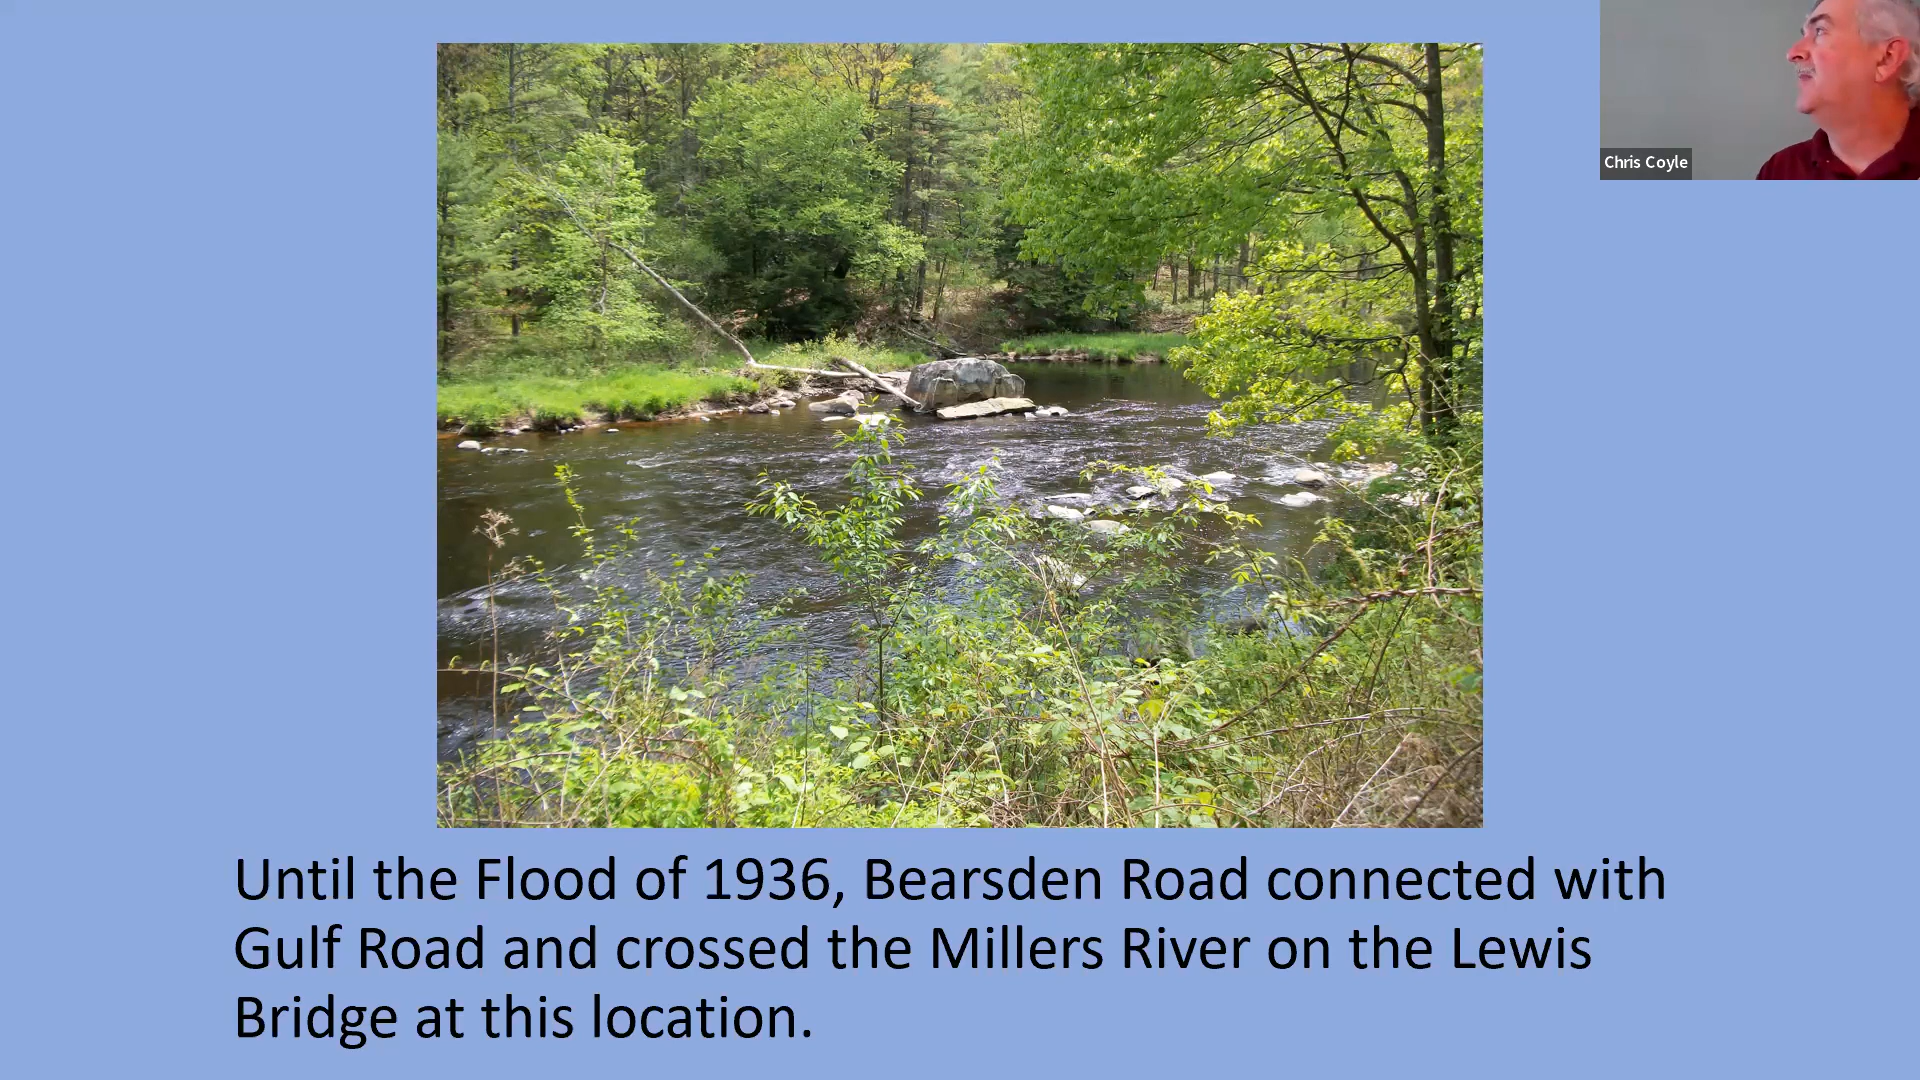 Chris Coyle
Until the Flood of 1936, Bearsden Road connected with
Gulf Road and crossed the Millers River on the Lewis
Bridge at this location.